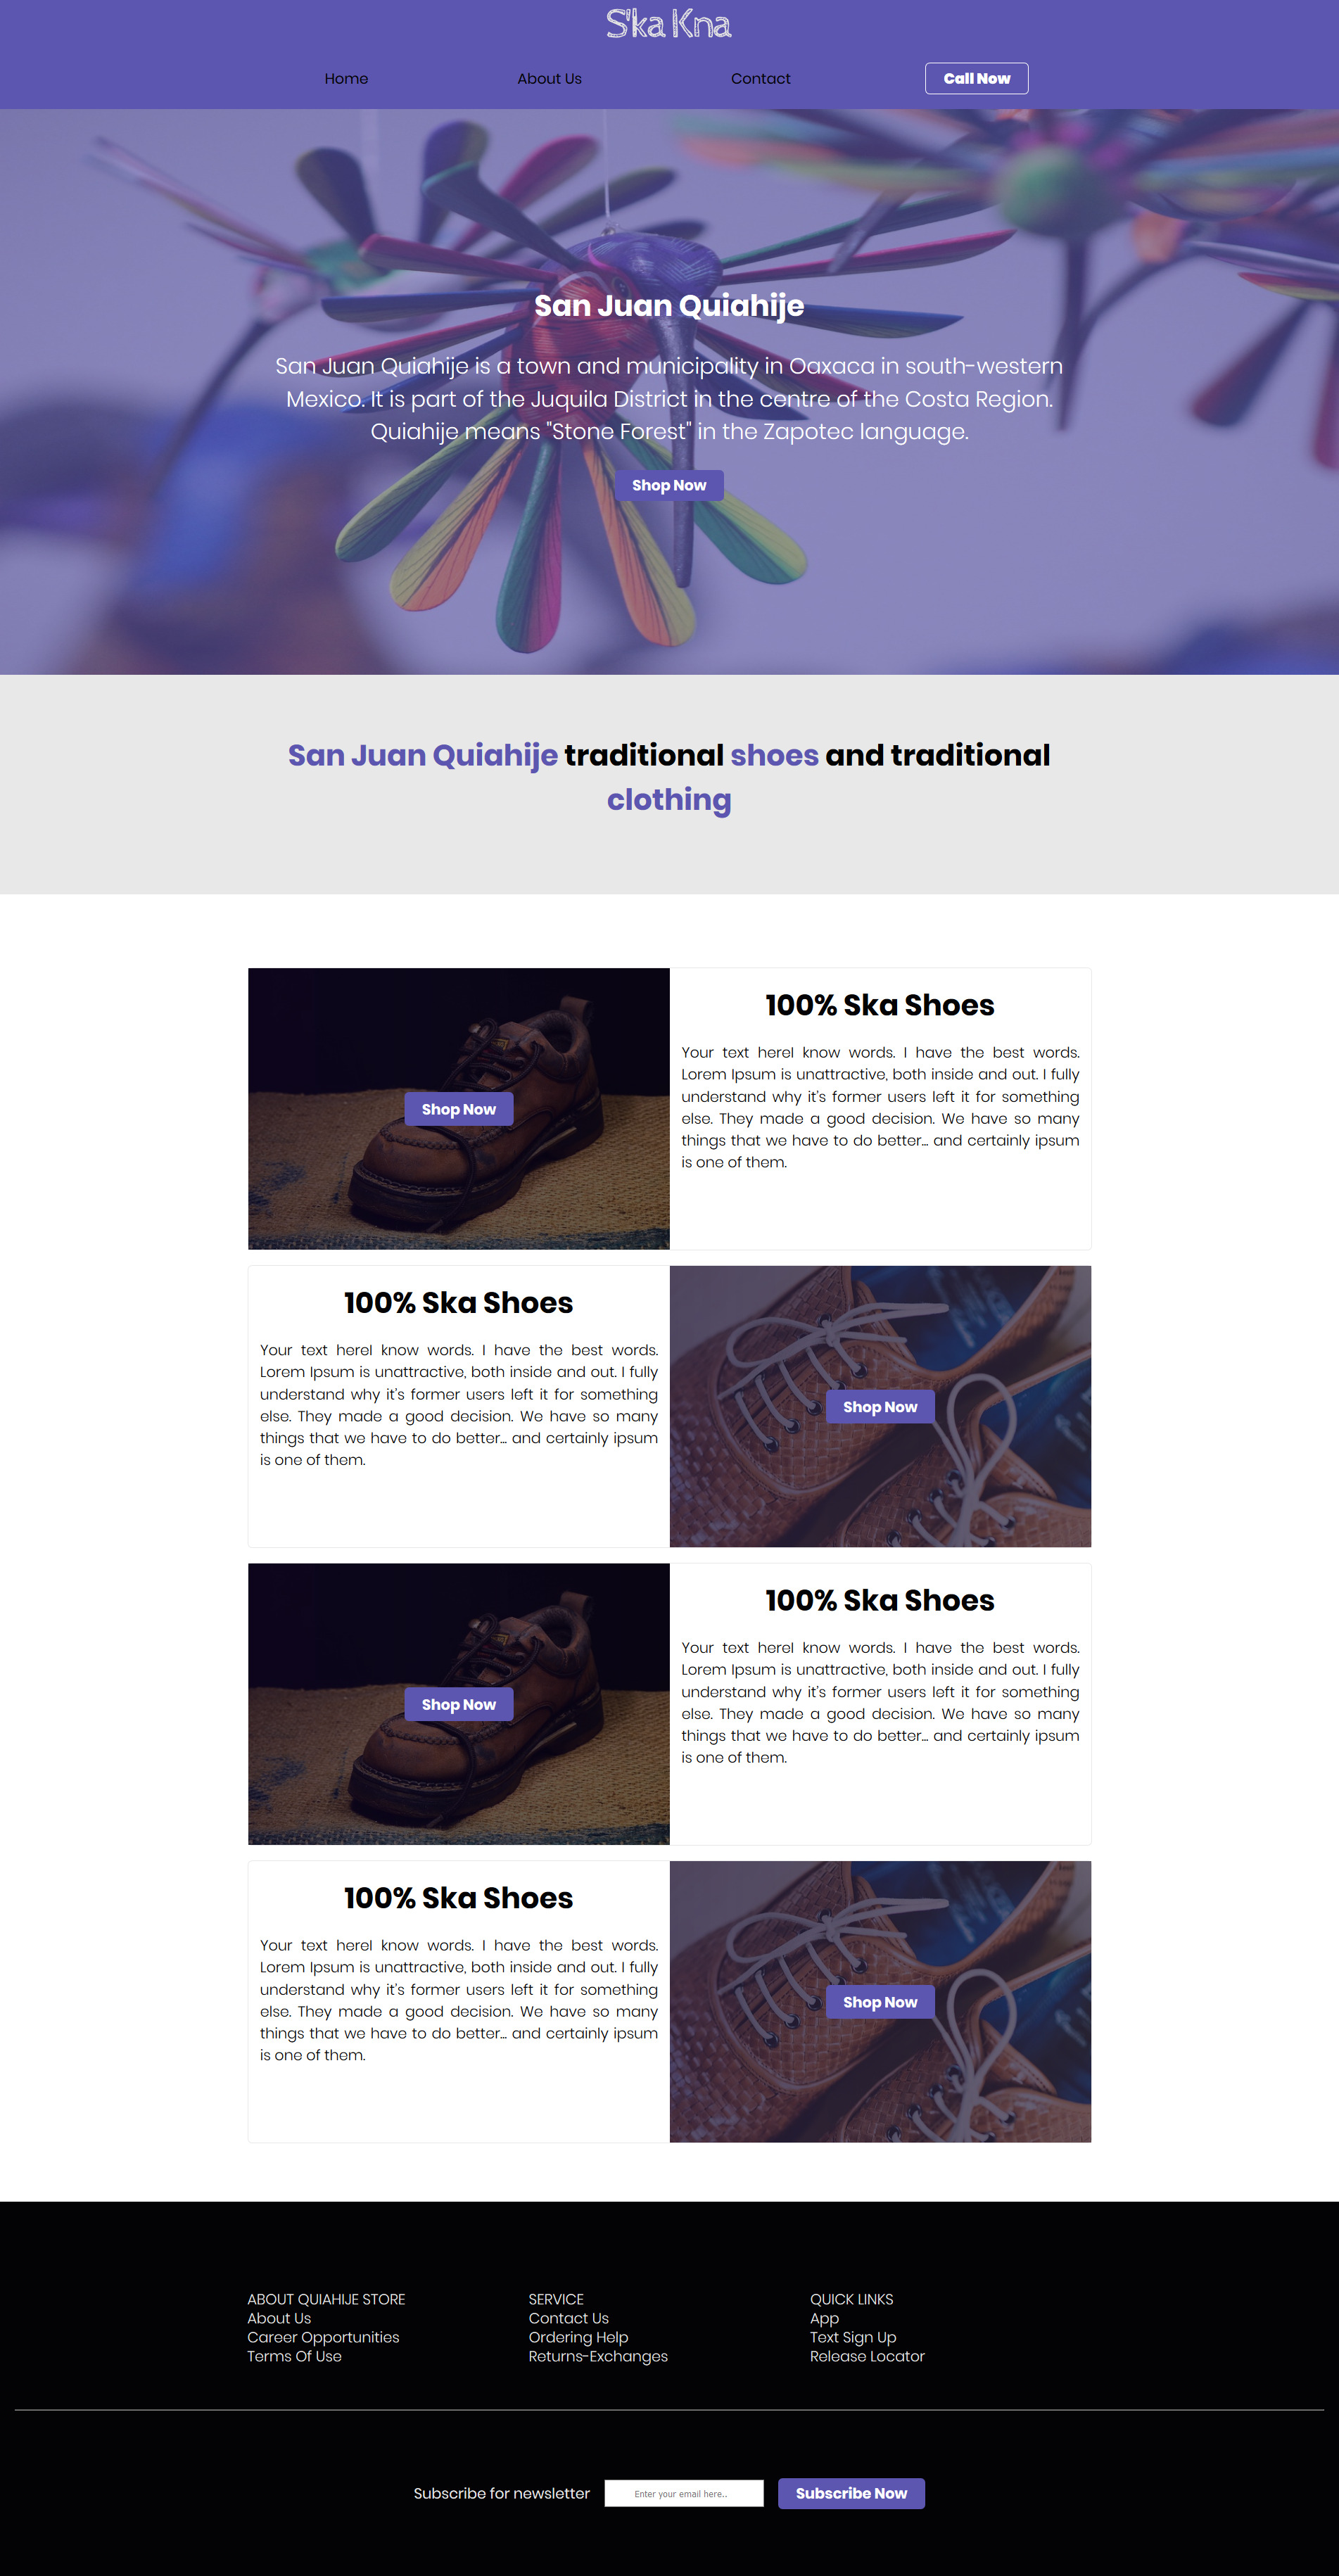 S'ka Kna
Home About Us Contact Call Now
San Juan Quiahije
San Juan Quiahije is a town and municipality in Oaxaca in south-western
Mexico. It is part of the Juquila District in the centre of the Costa Region.
Quiahije means "Stone Forest" in the Zapotec language.
Shop Now
San Juan Quiahije traditional shoes and traditional
clothing
Shop Now
100% Ska Shoes
Your text hereI know words. I have the best words.
Lorem Ipsum is unattractive, both inside and out. I fully
understand why it's former users left it for something
else. They made a good decision. We have so many
things that we have to do better... and certainly ipsum
is one of them.
100% Ska Shoes
Your text hereI know words. I have the best words.
Lorem Ipsum is unattractive, both inside and out. I fully
understand why it's former users left it for something
else. They made a good decision. We have so many
things that we have to do better... and certainly ipsum
is one of them.
Shop Now
Shop Now
100% Ska Shoes
Your text hereI know words. I have the best words.
Lorem Ipsum is unattractive, both inside and out. I fully
understand why it's former users left it for something
else. They made a good decision. We have so many
things that we have to do better... and certainly ipsum
is one of them.
100% Ska Shoes
Your text hereI know words. I have the best words.
Lorem Ipsum is unattractive, both inside and out. I fully
understand why it's former users left it for something
else. They made a good decision. We have so many
things that we have to do better... and certainly ipsum
is one of them.
Shop Now
ABOUT QUIAHIJE STORE
About Us
Career Opportunities
Terms Of Use
SERVICE
Contact Us
Ordering Help
Returns-Exchanges
QUICK LINKS
App
Text Sign Up
Release Locator
Subscribe for newsletter Enter your email here.. Subscribe Now